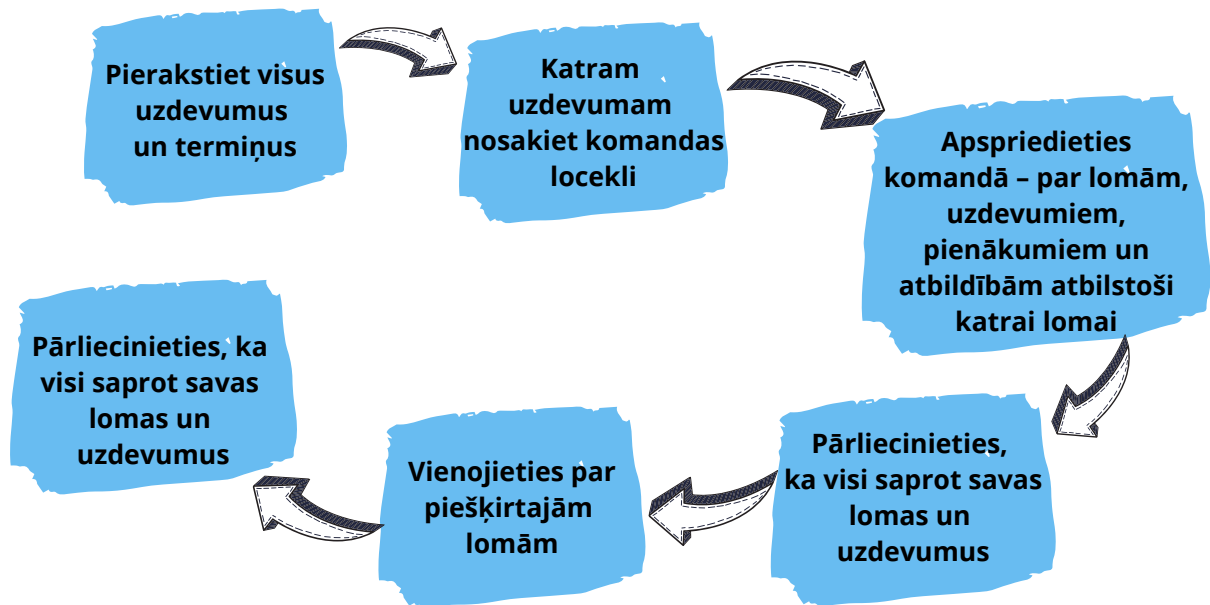 Pierakstiet visus
uzdevumus
un termiņus
Katram
uzdevumam
nosakiet komandas
locekli
Apspriedieties
komandā – par lomām,
uzdevumiem,
pienākumiem un
atbildībām atbilstoši
katrai lomai
Pārliecinieties,
ka visi saprot savas
lomas un
uzdevumus
Vienojieties par
piešķirtajām
lomām
Pārliecinieties, ka
visi saprot savas
lomas un
uzdevumus